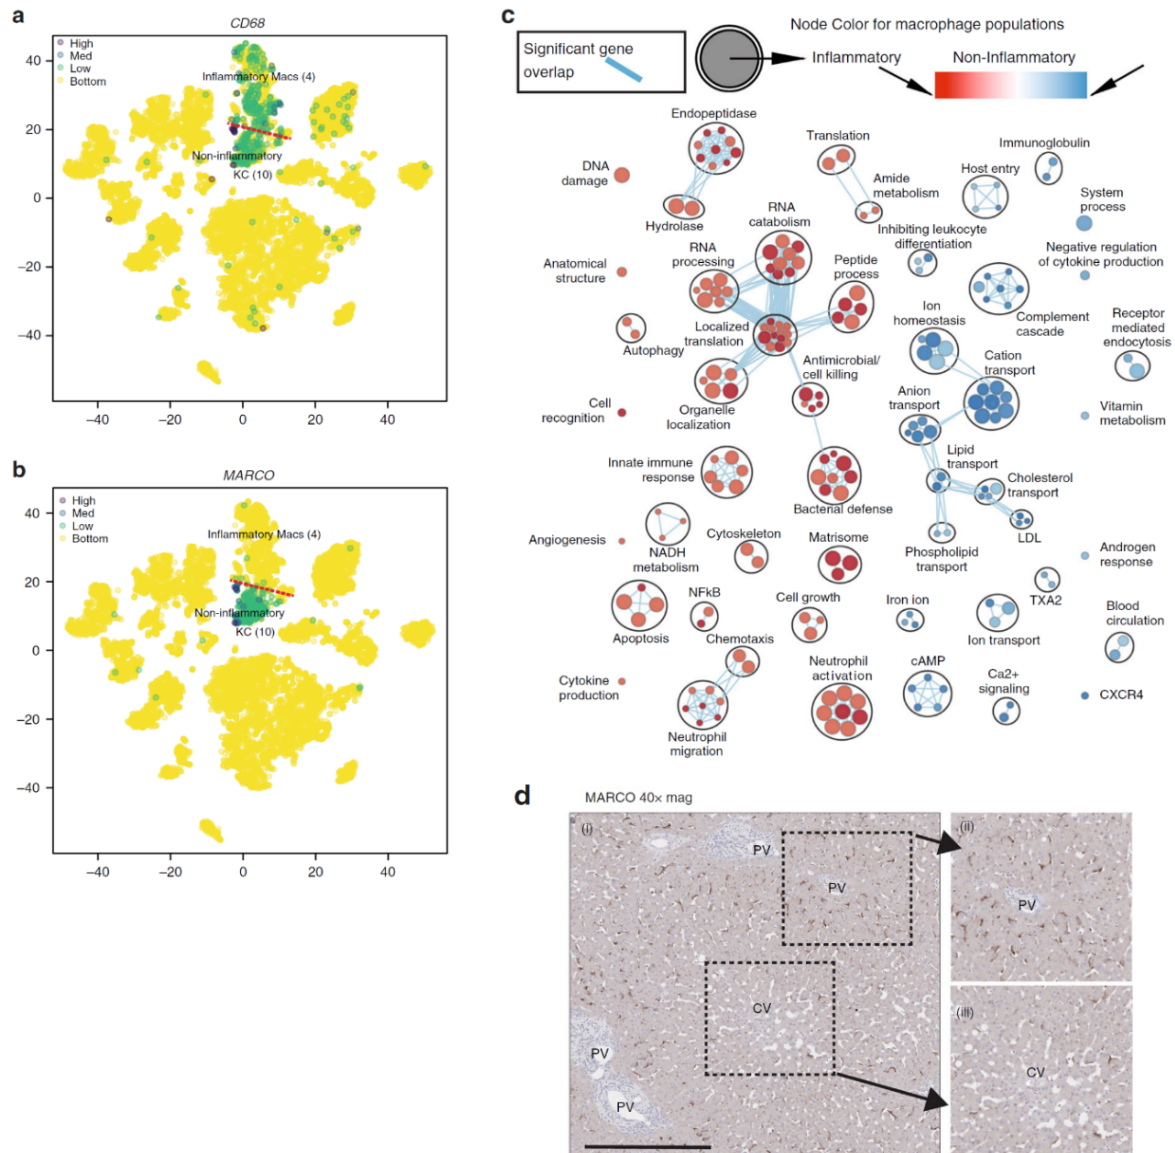 a
CD68
High
Med
Low
Bottom
Inflammatory Macs (4)
Non-inflammatory
KC (10)
40
20
0
−20
−40
−40
−20
0
20
40
b
MARCO
High
Med
Low
Bottom
Inflammatory Macs (4)
Non-inflammatory
KC (10)
40
20
0
−20
−40
−40
−20
0
20
40
c
Significant gene
overlap
Node Color for macrophage populations
Inflammatory
Non-Inflammatory
Endopeptidase
Translation
Immunoglobulin
DNA
damage
Amide
metabolism
Host entry
System
process
Hydrolase
RNA
catabolism
Inhibiting leukocyte
differentiation
Negative regulation
of cytokine production
Anatomical
structure
RNA
processing
Peptide
process
Ion
homeostasis
Complement
cascade
Receptor
mediated
endocytosis
Autophagy
Localized
translation
Antimicrobial/
cell killing
Cation
transport
Anion
transport
Cell
recognition
Organelle
localization
Vitamin
metabolism
Innate immune
response
Bacterial defense
Lipid
transport
Cholesterol
transport
LDL
Angiogenesis
NADH
metabolism
Cytoskeleton
Matrisome
Phospholipid
transport
Androgen
response
TXA2
Apoptosis
NFkB
Cell growth
Iron ion
Ion transport
Blood
circulation
Chemotaxis
Cytokine
production
Neutrophil
migration
Neutrophil
activation
cAMP
Ca2+
signaling
CXCR4
d
MARCO 40× mag
(i)
PV
PV
CV
PV
PV
(ii)
PV
(iii)
CV